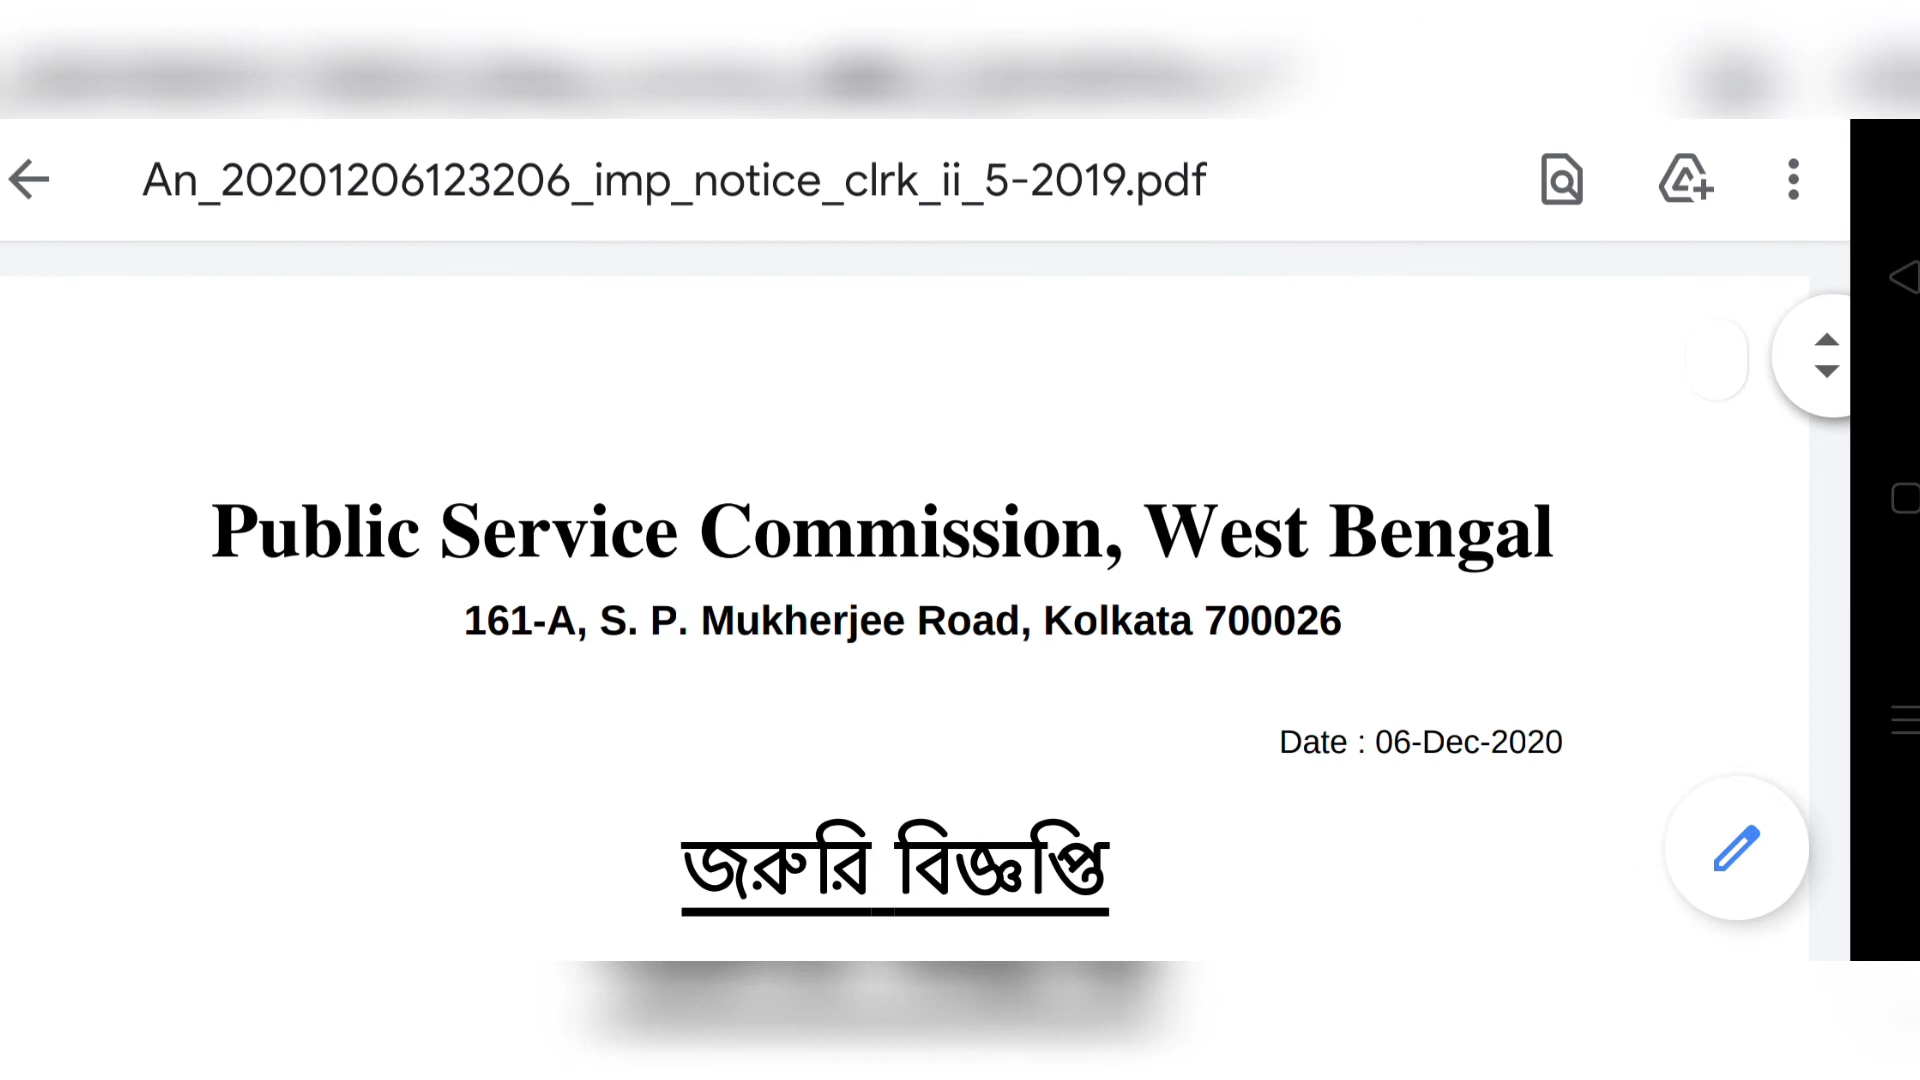 An_20201206123206_imp_notice_clrk_ii_5-2019.pdf
Public Service Commission, West Bengal
161-A, S. P. Mukherjee Road, Kolkata 700026
Date : 06-Dec-2020
জরুরি বিজ্ঞপ্তি